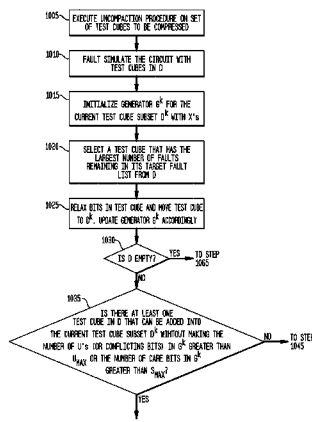 1005
EXECUTE UNCOMPACTION PROCEDURE ON SET
OF TEST CUBES TO BE COMPRESSED
1010
FAULT SIMULATE THE CIRCUIT WITH
TEST CUBES IN D
1015
INITIALIZE GENERATOR G^k FOR THE
CURRENT TEST CUBE SUBSET D^k WITH X's
1020
SELECT A TEST CUBE THAT HAS THE
LARGEST NUMBER OF FAULTS
REMAINING IN ITS TARGET FAULT
LIST FROM D
1025
RELAX BITS IN TEST CUBE AND MOVE TEST CUBE
TO D^k. UPDATE GENERATOR G^k ACCORDINGLY
1030
IS D EMPTY?
YES
TO STEP
1065
NO
1035
IS THERE AT LEAST ONE
TEST CUBE IN D THAT CAN BE ADDED INTO
THE CURRENT TEST CUBE SUBSET D^k WITHOUT MAKING THE
NUMBER OF U's (OR CONFLICTING BITS) IN G^k GREATER THAN
U_MAX OR THE NUMBER OF CARE BITS IN G^k
GREATER THAN S_MAX?
NO
TO STEP
1045
YES